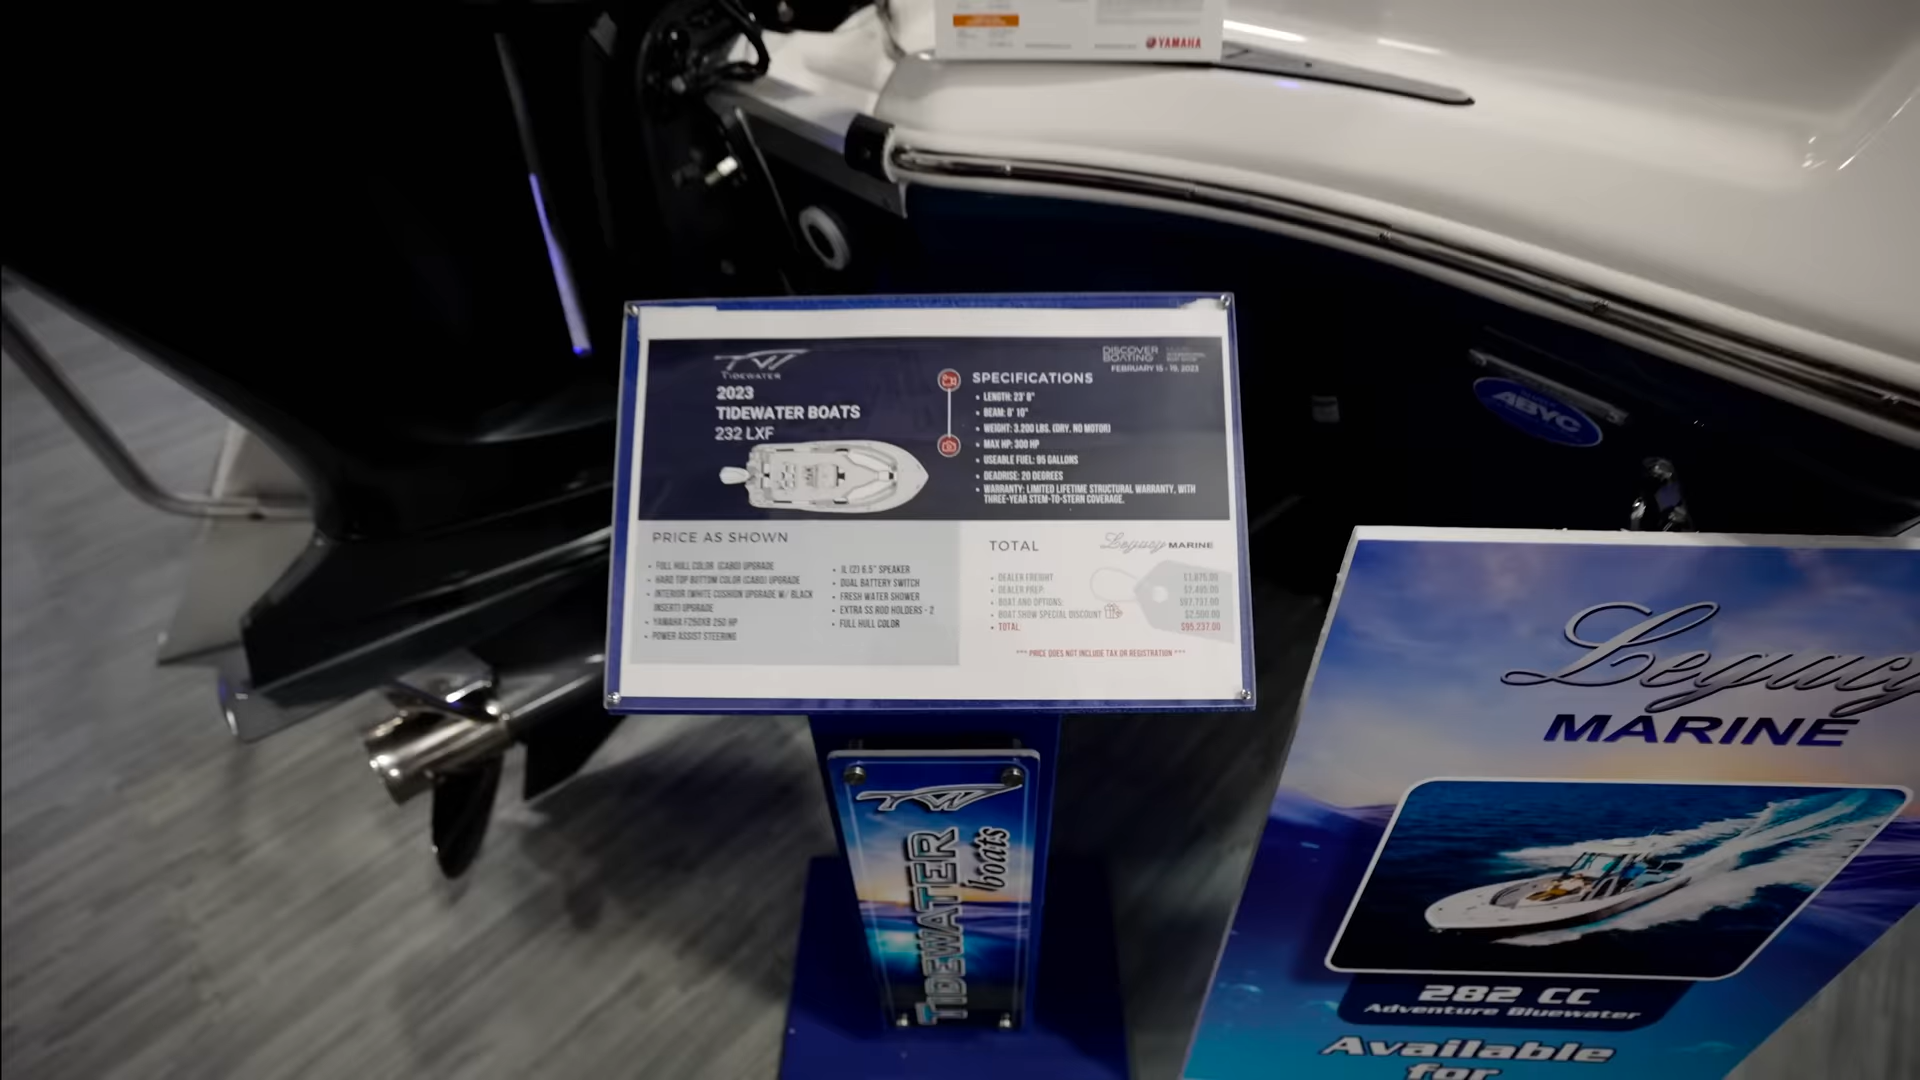 YAMAHA
TW
TIDEWATER
2023
TIDEWATER BOATS
232 LXF
DISCOVER
BOATING
FEBRUARY 15 - 19, 2023
SPECIFICATIONS
• LENGTH: 23' 8"
• BEAM: 8' 10"
• WEIGHT: 3,200 LBS. (DRY, NO MOTOR)
• MAX HP: 300 HP
• USEABLE FUEL: 95 GALLONS
• DEADRISE: 20 DEGREES
• WARRANTY: LIMITED LIFETIME STRUCTURAL WARRANTY, WITH
THREE-YEAR STEM-TO-STERN COVERAGE.
PRICE AS SHOWN
• FULL HULL COLOR (CABO) UPGRADE
• HARD TOP BOTTOM COLOR (CABO) UPGRADE
• INTERIOR (WHITE CUSHION UPGRADE W/ BLACK
INSERT) UPGRADE
• YAMAHA F250XB 250 HP
• POWER ASSIST STEERING
• JL (2) 6.5" SPEAKER
• DUAL BATTERY SWITCH
• FRESH WATER SHOWER
• EXTRA SS ROD HOLDERS - 2
• FULL HULL COLOR
TOTAL
Legacy MARINE
• DEALER FREIGHT
• DEALER PREP:
• BOAT AND OPTIONS:
• BOAT SHOW SPECIAL DISCOUNT
$2,500.00
• TOTAL: $95,237.00
*** PRICE DOES NOT INCLUDE TAX OR REGISTRATION ***
ABYC
TW
TIDEWATER
boats
Legacy
MARINE
282 CC
Adventure Bluewater
Available
for